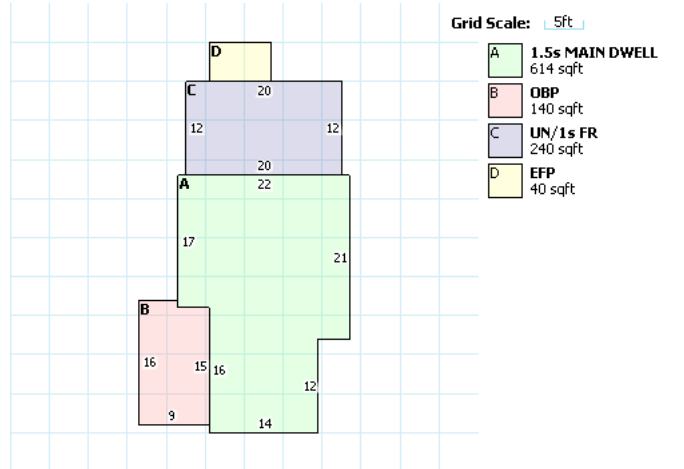 Grid Scale: 5ft
A 1.5s MAIN DWELL
614 sqft
B OBP
140 sqft
C UN/1s FR
240 sqft
D EFP
40 sqft
D
C 20
12 12
20
A 22
17
21
B
16 15 16
12
9
14